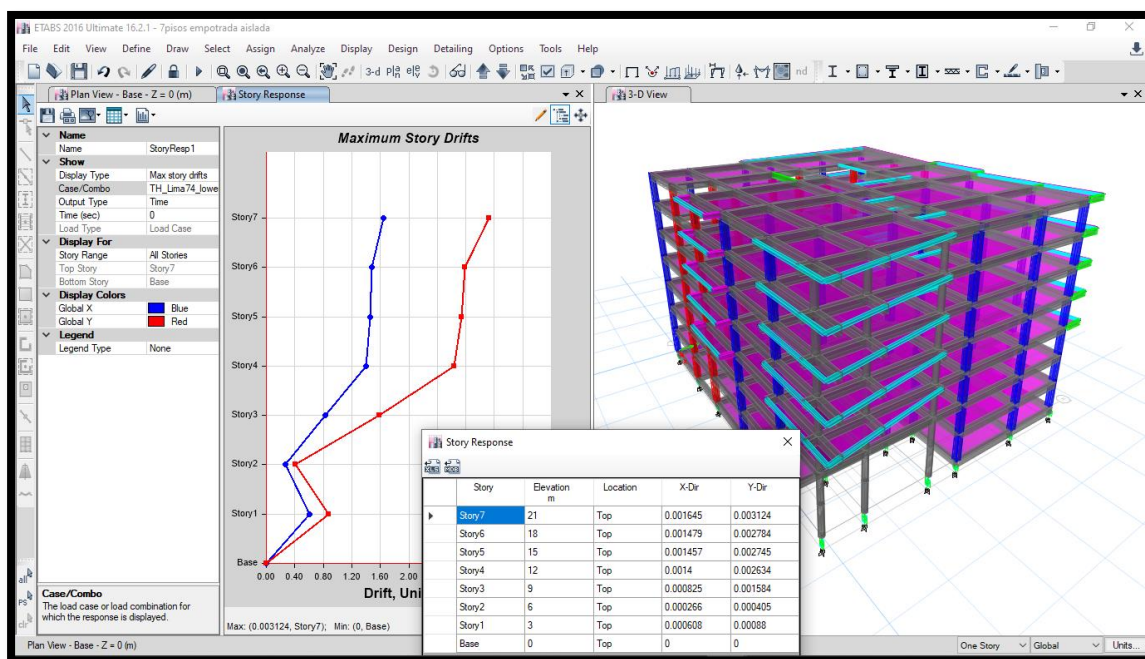 ETABS 2016 Ultimate 16.2.1 - 7pisos empotrada aislada
File Edit View Define Draw Select Assign Analyze Display Design Detailing Options Tools Help
3-d nd
Plan View - Base - Z = 0 (m) Story Response 3-D View
Name
Name StoryResp1
Show
Display Type Max story drifts
Case/Combo TH_Lima74_lowe
Output Type Time
Time (sec) 0
Load Type Load Case
Display For
Story Range All Stories
Top Story Story7
Bottom Story Base
Display Colors
Global X Blue
Global Y Red
Legend
Legend Type None
Case/Combo
The load case or load combination for
which the response is displayed.
all
PS
clr
Maximum Story Drifts
Story7
Story6
Story5
Story4
Story3
Story2
Story1
Base
0.00 0.40 0.80 1.20 1.60 2.00
Drift, Uni
Max: (0.003124, Story7); Min: (0, Base)
Story Response
Story Elevation Location X-Dir Y-Dir
m
Story7 21 Top 0.001645 0.003124
Story6 18 Top 0.001479 0.002784
Story5 15 Top 0.001457 0.002745
Story4 12 Top 0.0014 0.002634
Story3 9 Top 0.000825 0.001584
Story2 6 Top 0.000266 0.000405
Story1 3 Top 0.000608 0.00088
Base 0 Top 0 0
Plan View - Base - Z = 0 (m) One Story Global Units...